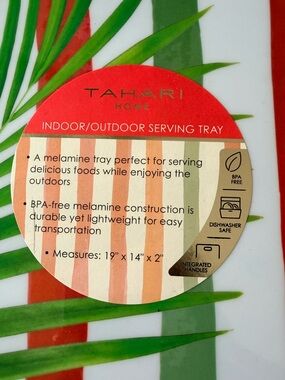 TAHARI
HOME
INDOOR/OUTDOOR SERVING TRAY
• A melamine tray perfect for serving
delicious foods while enjoying the
outdoors
• BPA-free melamine construction is
durable yet lightweight for easy
transportation
• Measures: 19" x 14" x 2"
BPA
FREE
DISHWASHER
SAFE
INTEGRATED
HANDLES